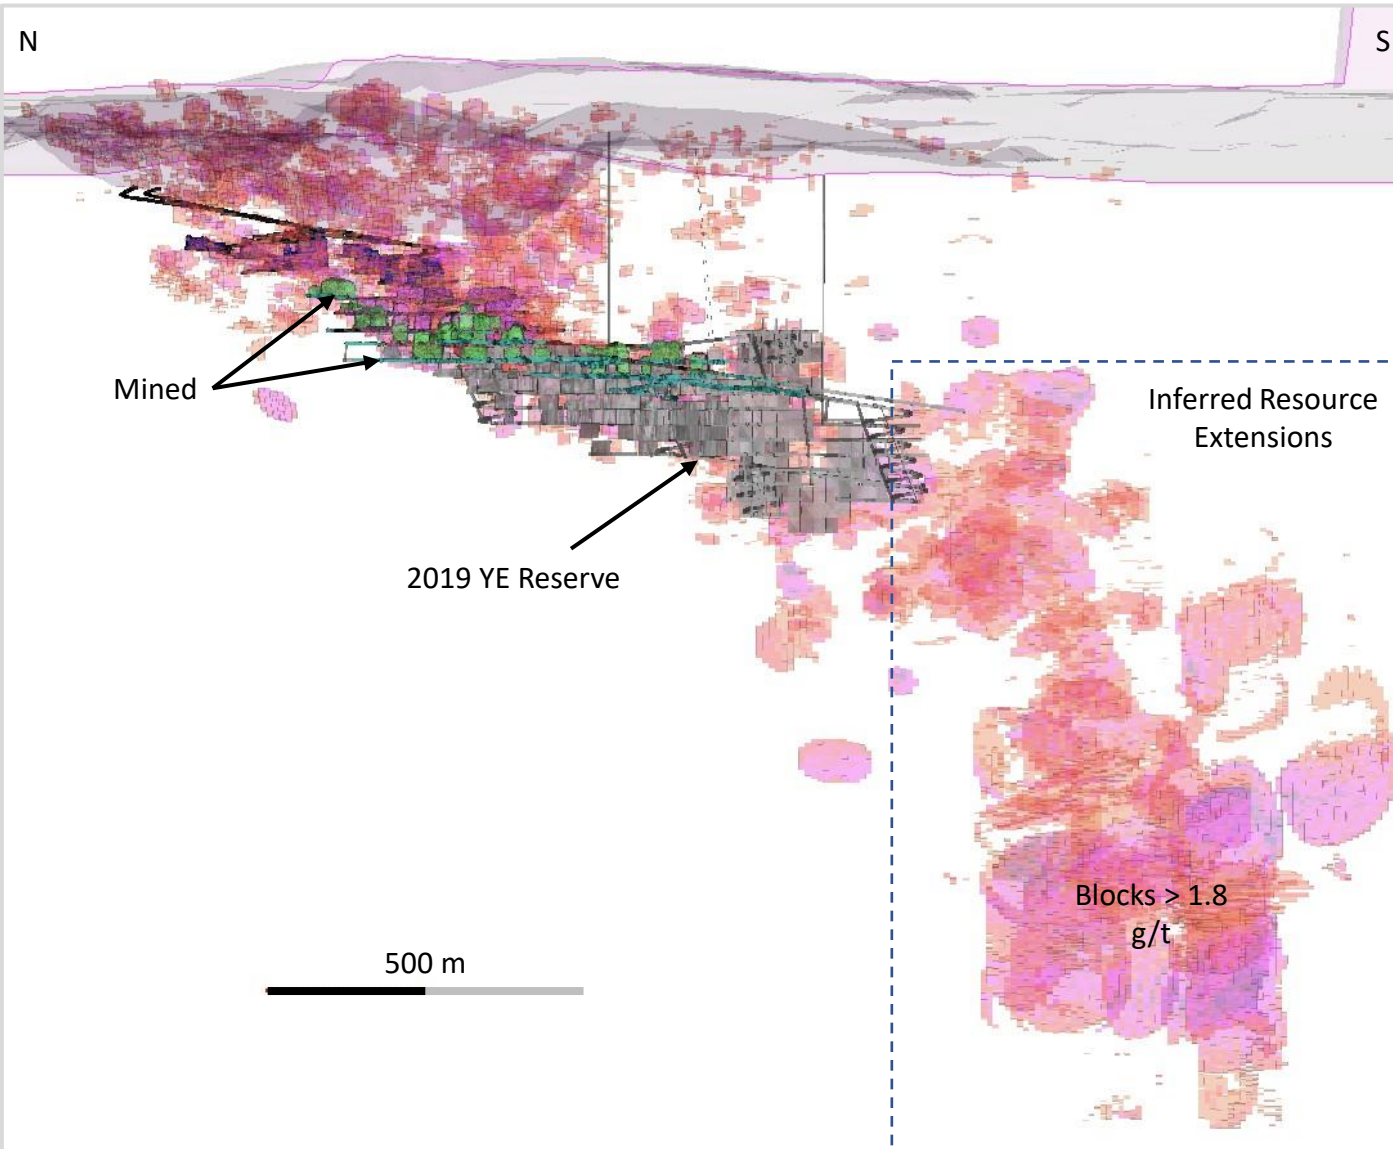 N
S
Mined
Inferred Resource
Extensions
2019 YE Reserve
Blocks > 1.8
g/t
500 m